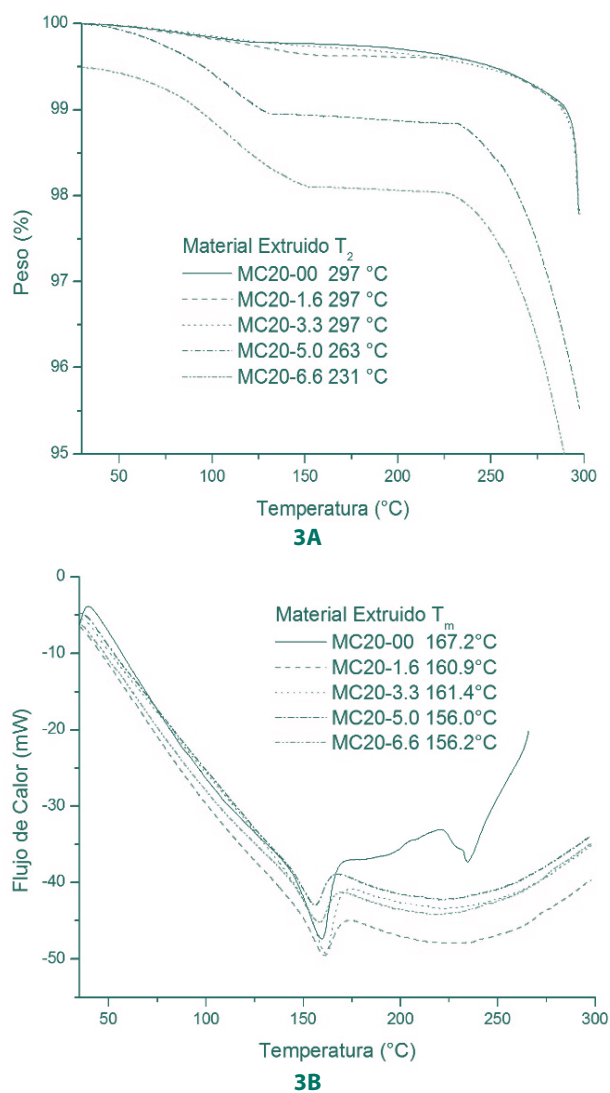 100
99
98
97
96
95
Peso (%)
Material Extruido T2
MC20-00 297 °C
MC20-1.6 297 °C
MC20-3.3 297 °C
MC20-5.0 263 °C
MC20-6.6 231 °C
50 100 150 200 250 300
Temperatura (°C)
3A
0
-10
-20
-30
-40
-50
Flujo de Calor (mW)
Material Extruido Tm
MC20-00 167.2°C
MC20-1.6 160.9°C
MC20-3.3 161.4°C
MC20-5.0 156.0°C
MC20-6.6 156.2°C
50 100 150 200 250 300
Temperatura (°C)
3B